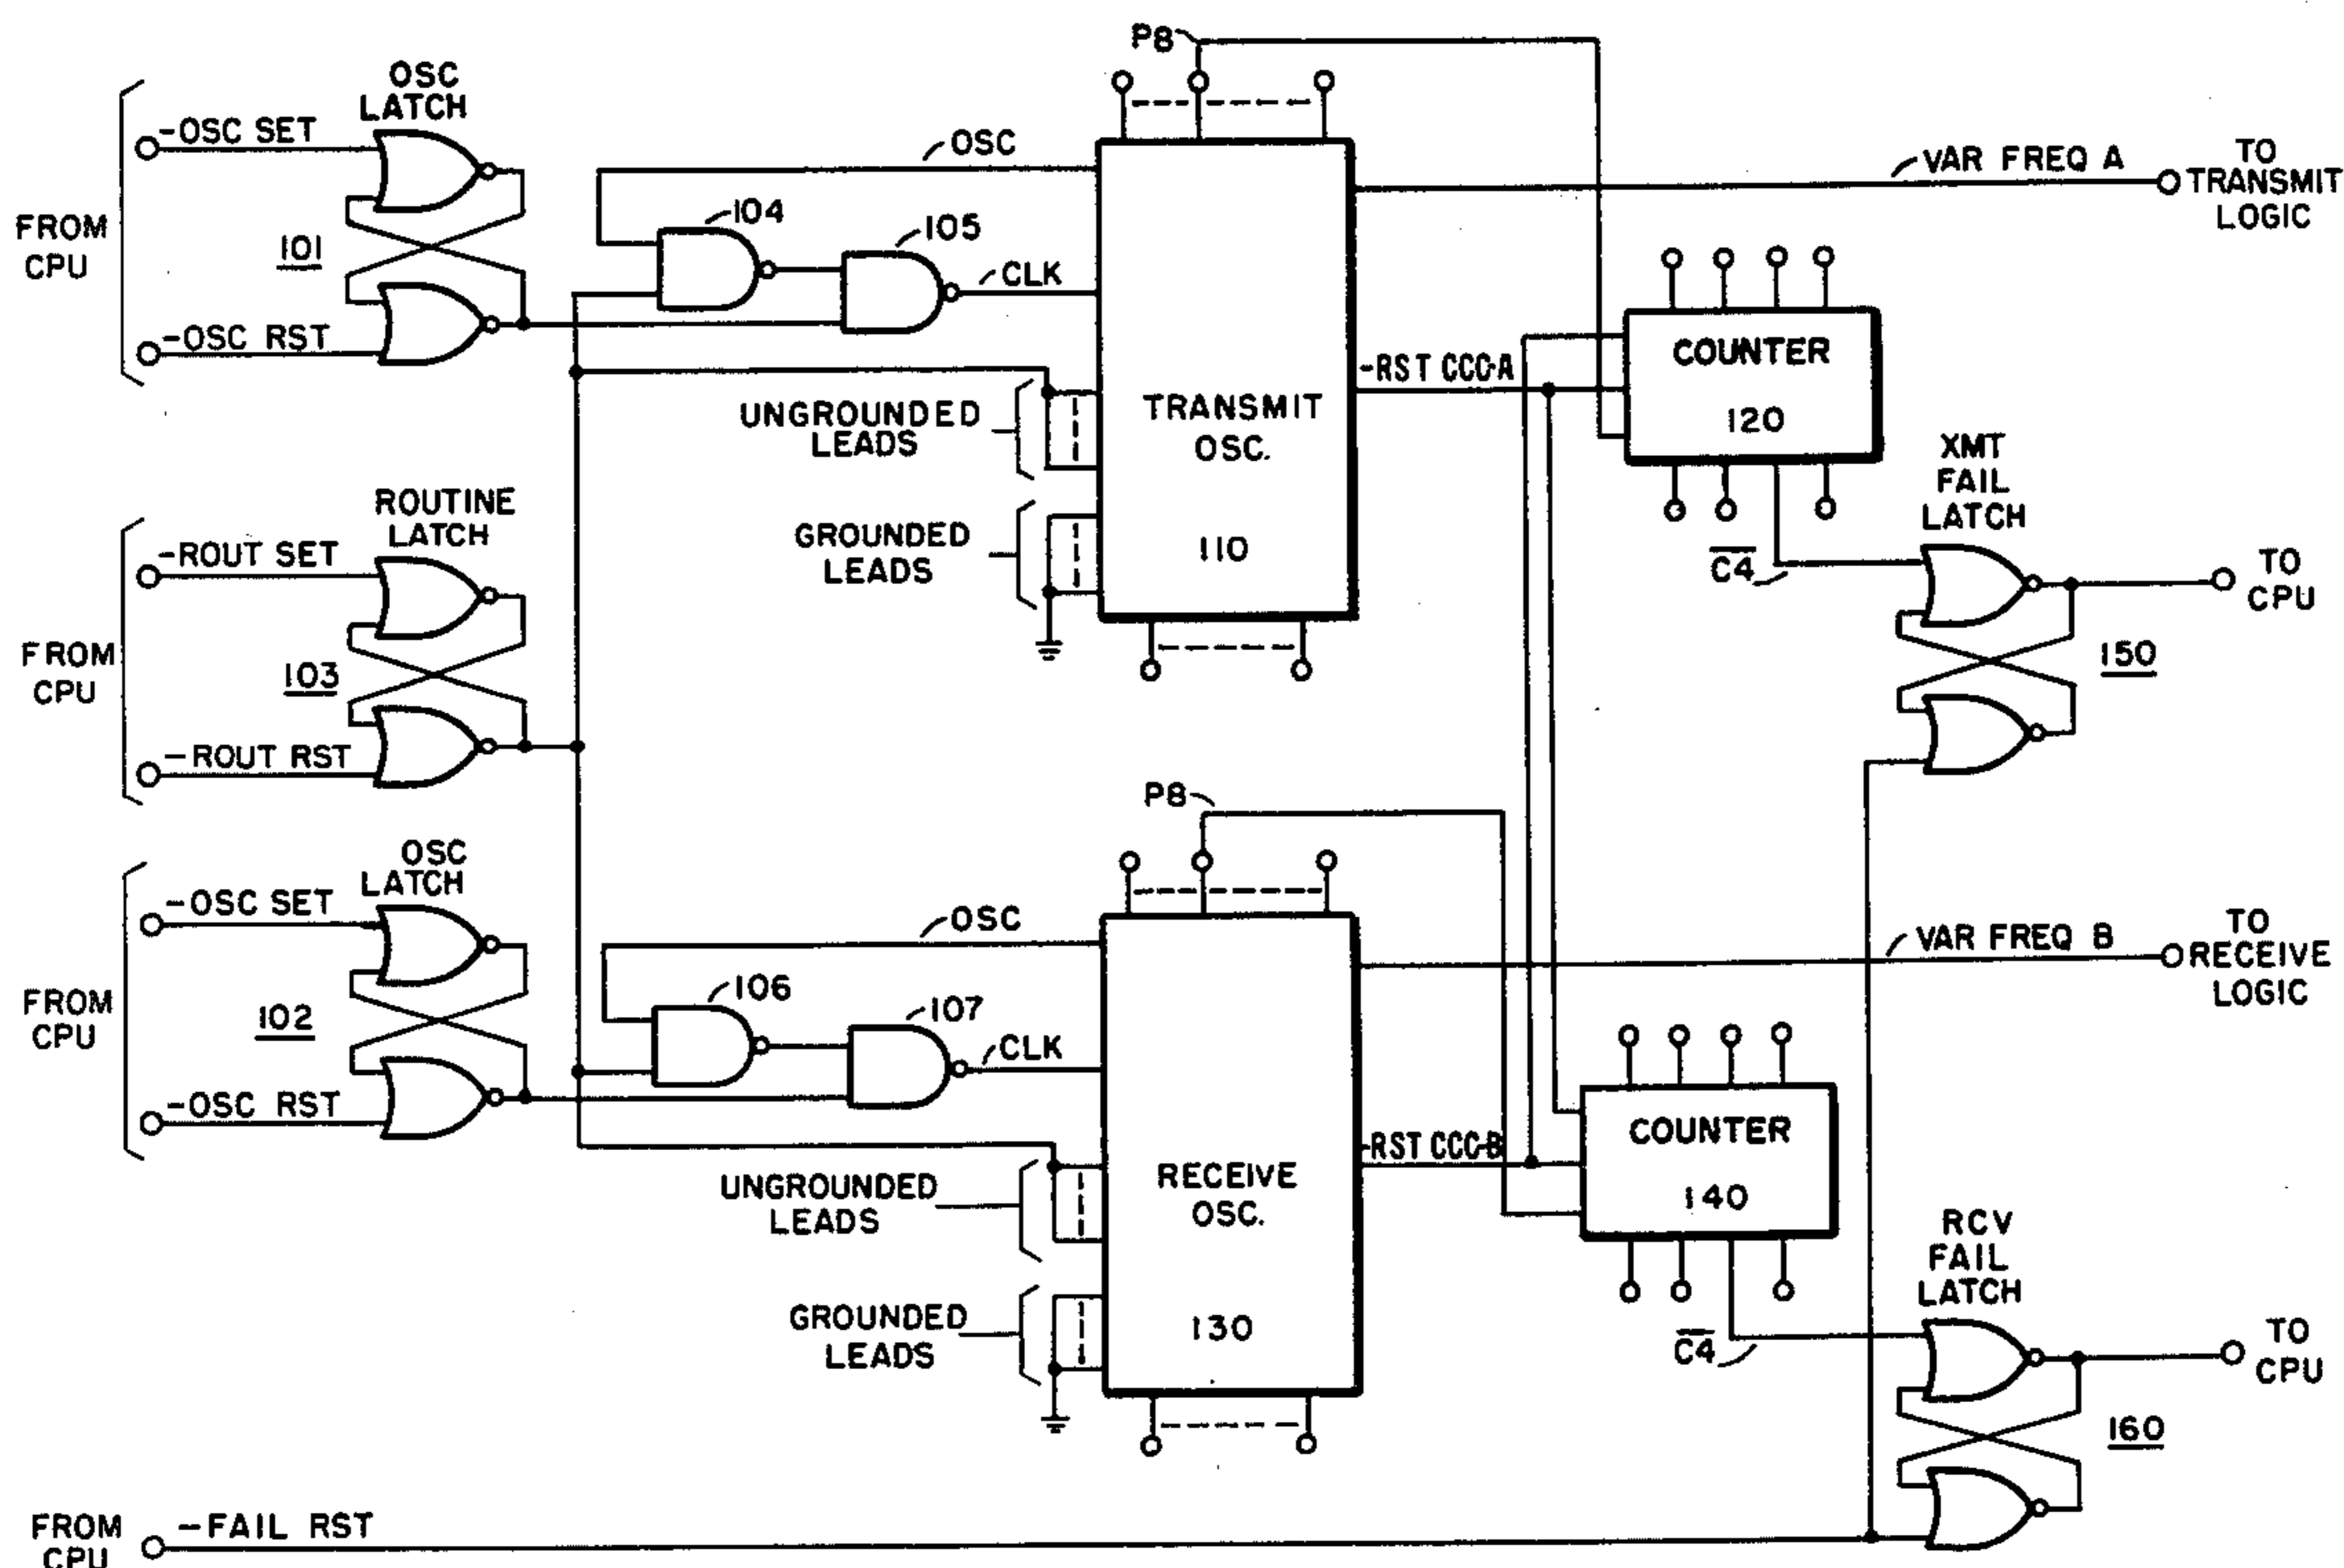 P8
OSC
LATCH
-OSC SET
FROM
CPU
101
-OSC RST
OSC
104
105
CLK
VAR FREQ A
TO
TRANSMIT
LOGIC
UNGROUNDED
LEADS
GROUNDED
LEADS
TRANSMIT
OSC.
110
-RST CCC-A
COUNTER
120
XMT
FAIL
LATCH
C4
TO
CPU
150
ROUTINE
LATCH
-ROUT SET
FROM
CPU
103
-ROUT RST
P8
OSC
LATCH
-OSC SET
FROM
CPU
102
-OSC RST
OSC
106
107
CLK
VAR FREQ B
TO
RECEIVE
LOGIC
UNGROUNDED
LEADS
GROUNDED
LEADS
RECEIVE
OSC.
130
-RST CCC-B
COUNTER
140
RCV
FAIL
LATCH
C4
TO
CPU
160
FROM
CPU
-FAIL RST